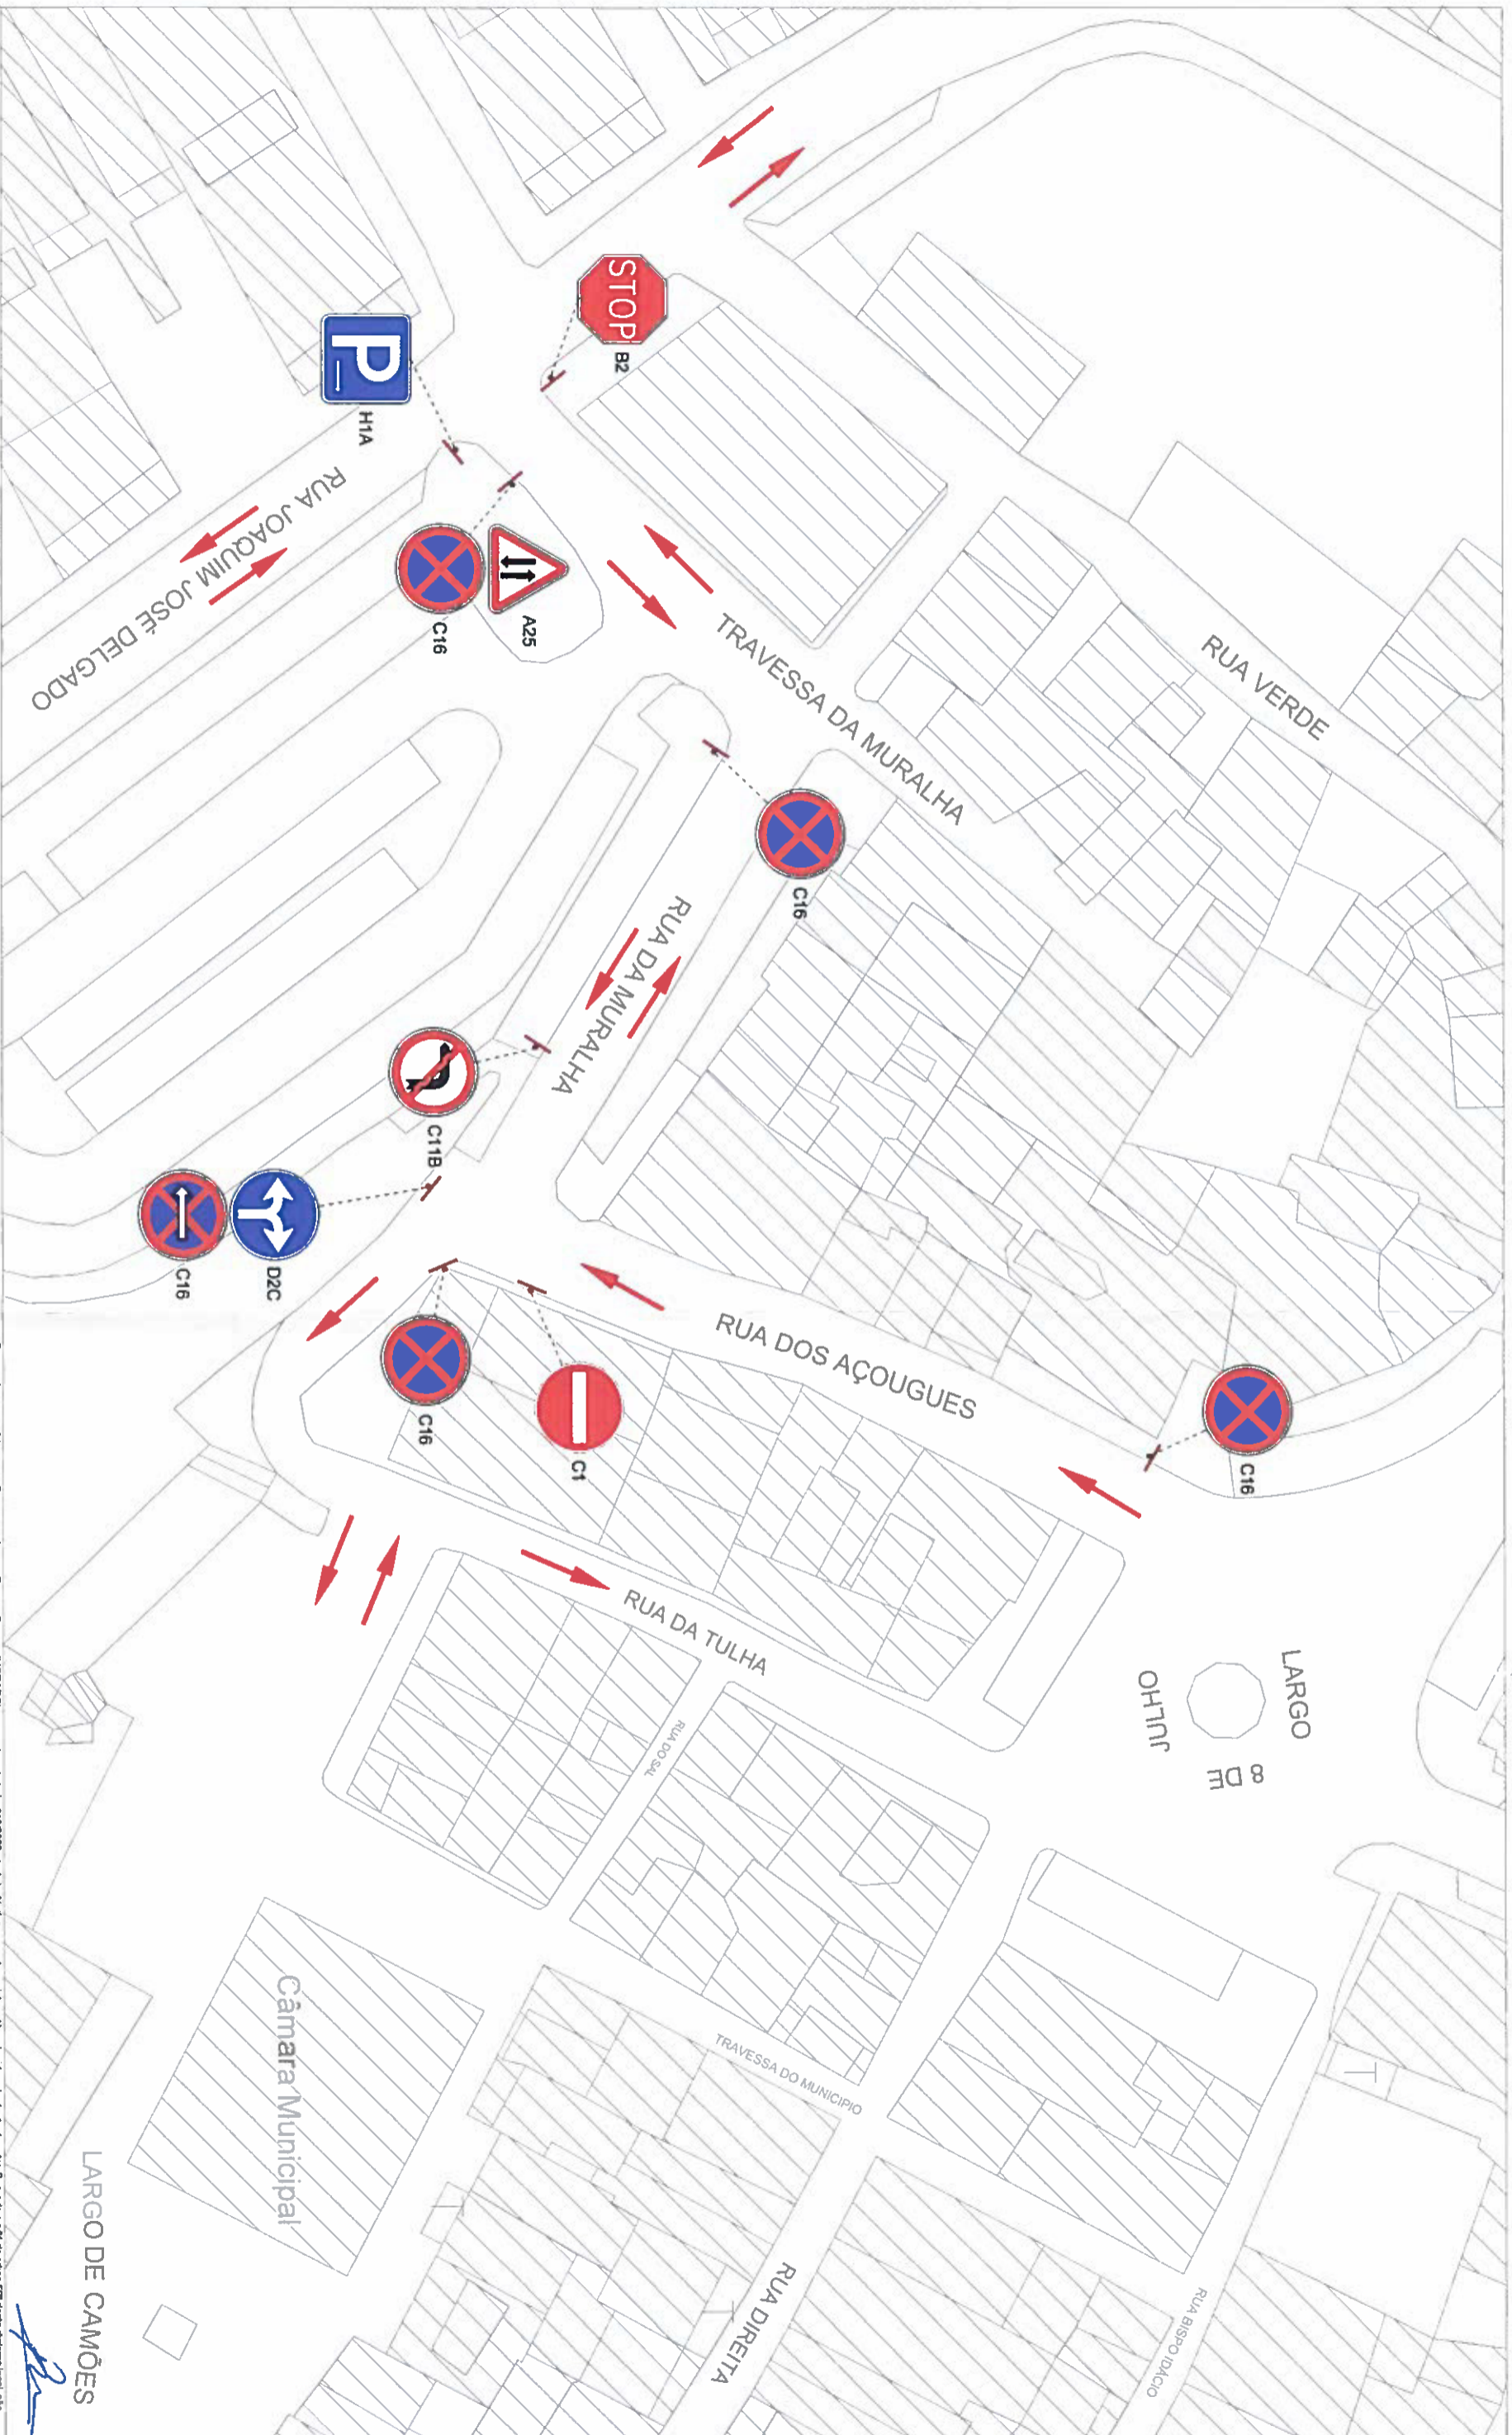 STOP
B2
P
H1A
RUA JOAQUIM JOSÉ DELGADO
C16
A25
TRAVESSA DA MURALHA
RUA VERDE
C16
RUA DA MURALHA
C11B
C16
D2C
C16
C1
RUA DOS AÇOUGUES
C16
RUA DA TULHA
RUA DO SAL
LARGO
8 DE
JULHO
Câmara Municipal
TRAVESSA DO MUNICIPIO
LARGO DE CAMÕES
RUA DIREITA
RUA BISPO IDACIO